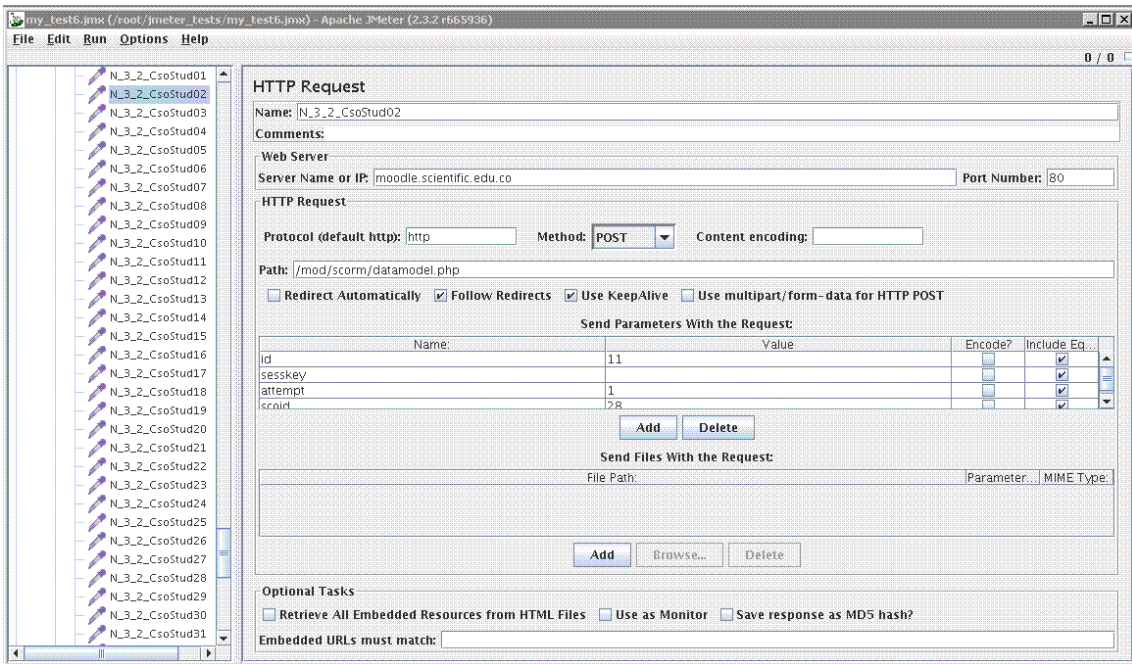 my_test6.jmx (/root/jmeter_tests/my_test6.jmx) - Apache JMeter (2.3.2 r665936)
File Edit Run Options Help
0 / 0
N_3_2_CsoStud01
N_3_2_CsoStud02
N_3_2_CsoStud03
N_3_2_CsoStud04
N_3_2_CsoStud05
N_3_2_CsoStud06
N_3_2_CsoStud07
N_3_2_CsoStud08
N_3_2_CsoStud09
N_3_2_CsoStud10
N_3_2_CsoStud11
N_3_2_CsoStud12
N_3_2_CsoStud13
N_3_2_CsoStud14
N_3_2_CsoStud15
N_3_2_CsoStud16
N_3_2_CsoStud17
N_3_2_CsoStud18
N_3_2_CsoStud19
N_3_2_CsoStud20
N_3_2_CsoStud21
N_3_2_CsoStud22
N_3_2_CsoStud23
N_3_2_CsoStud24
N_3_2_CsoStud25
N_3_2_CsoStud26
N_3_2_CsoStud27
N_3_2_CsoStud28
N_3_2_CsoStud29
N_3_2_CsoStud30
N_3_2_CsoStud31
HTTP Request
Name: N_3_2_CsoStud02
Comments:
Web Server
Server Name or IP: moodle.scientific.edu.co Port Number: 80
HTTP Request
Protocol (default http): http Method: POST Content encoding:
Path: /mod/scorm/datamodel.php
Redirect Automatically Follow Redirects Use KeepAlive Use multipart/form-data for HTTP POST
Send Parameters With the Request:
Name: Value Encode? Include Eq...
id 11
sesskey
attempt 1
scoid 28
Add Delete
Send Files With the Request:
File Path: Parameter... MIME Type:
Add Browse... Delete
Optional Tasks
Retrieve All Embedded Resources from HTML Files Use as Monitor Save response as MD5 hash?
Embedded URLs must match: